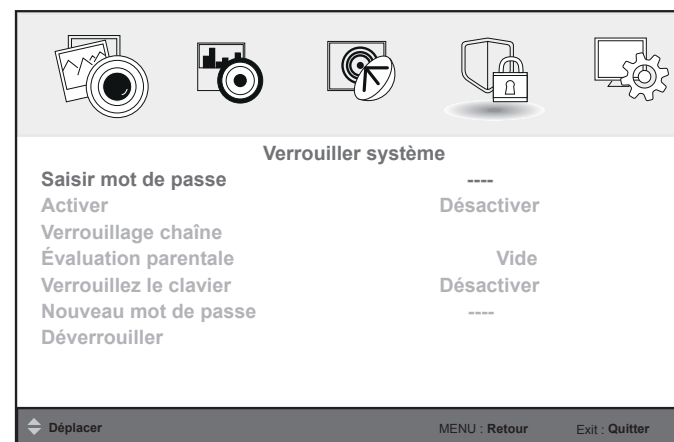 Verrouiller système
Saisir mot de passe ----
Activer Désactiver
Verrouillage chaîne
Évaluation parentale Vide
Verrouillez le clavier Désactiver
Nouveau mot de passe ----
Déverrouiller
Déplacer MENU : Retour Exit : Quitter